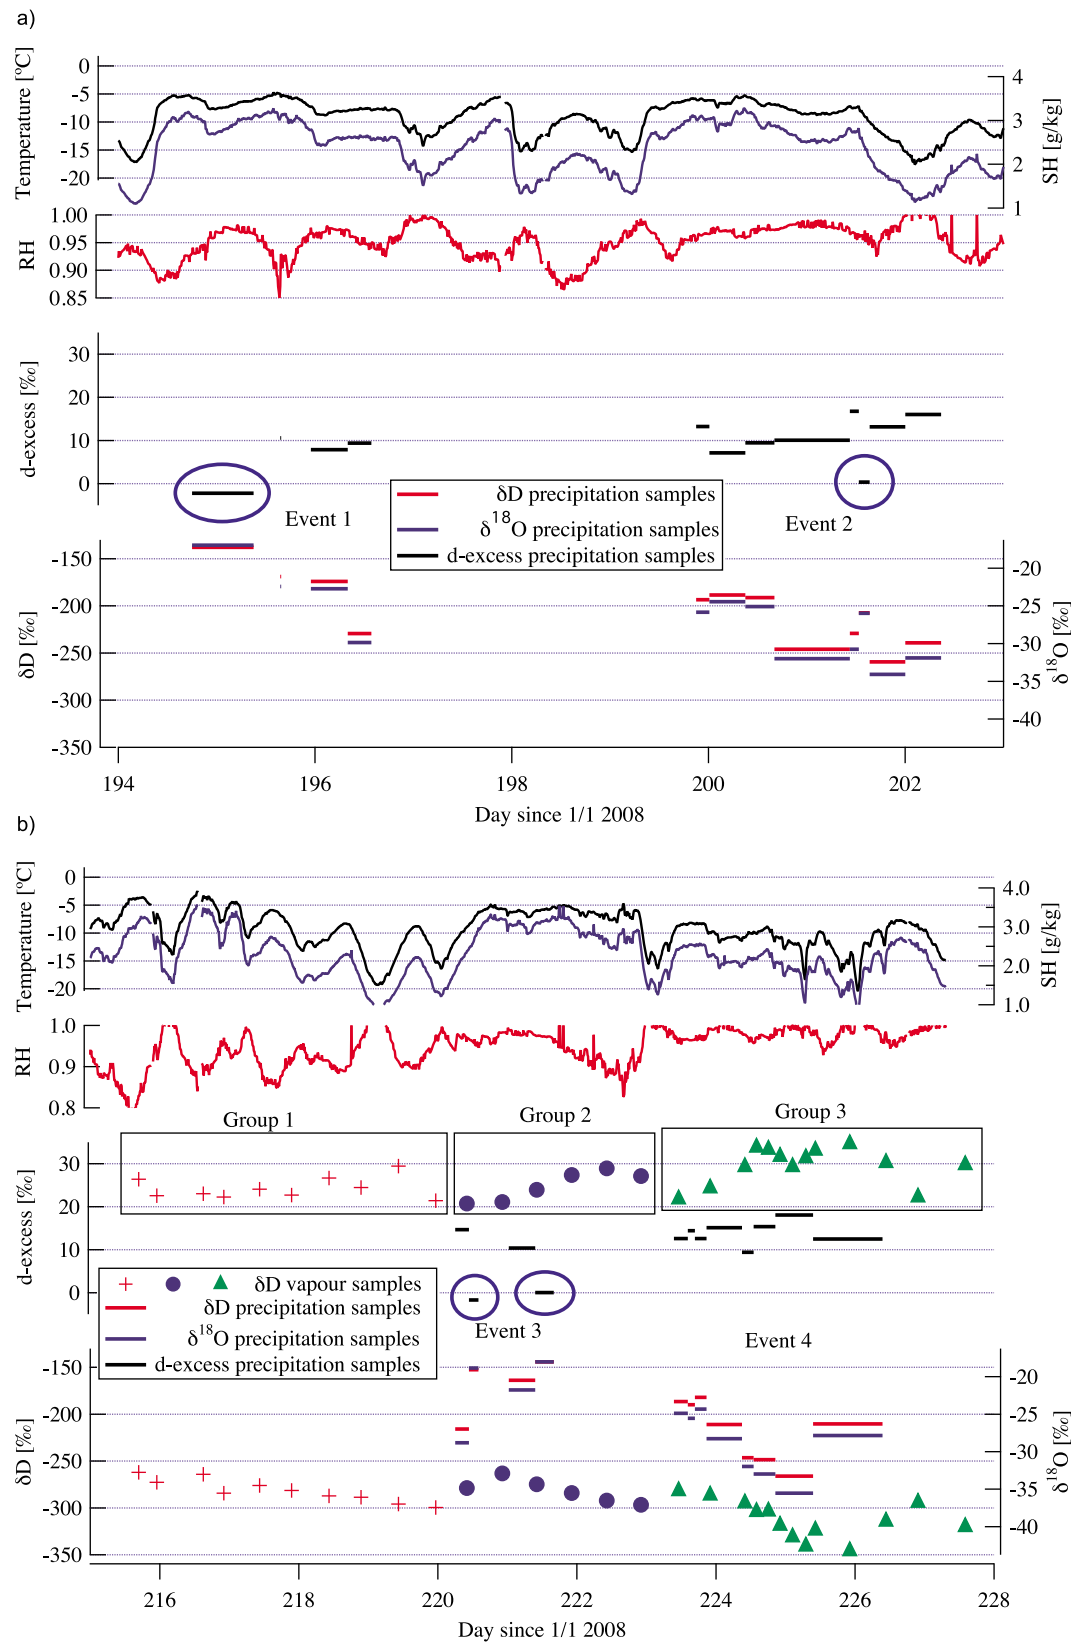 a)
Temperature [°C]
0
-5
-10
-15
-20
4
3
2
1
SH [g/kg]
RH
1.00
0.95
0.90
0.85
d-excess [‰]
30
20
10
0
Event 1
Event 2
δD precipitation samples
δ18O precipitation samples
d-excess precipitation samples
δD [‰]
-150
-200
-250
-300
-350
-20
-25
-30
-35
-40
δ18O [‰]
194
196
198
200
202
Day since 1/1 2008
b)
Temperature [°C]
0
-5
-10
-15
-20
4.0
3.0
2.0
1.0
SH [g/kg]
RH
1.0
0.9
0.8
Group 1
Group 2
Group 3
d-excess [‰]
30
20
10
0
δD vapour samples
δD precipitation samples
δ18O precipitation samples
d-excess precipitation samples
Event 3
Event 4
δD [‰]
-150
-200
-250
-300
-350
-20
-25
-30
-35
-40
δ18O [‰]
216
218
220
222
224
226
228
Day since 1/1 2008